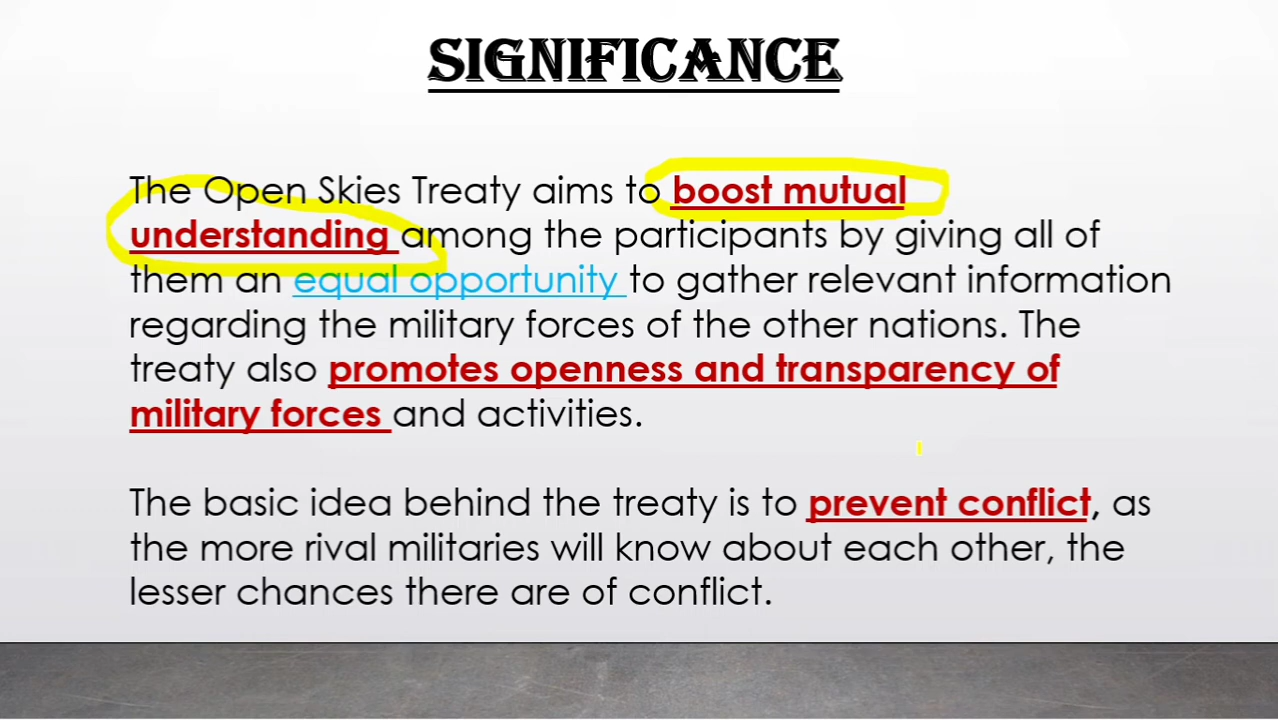 SIGNIFICANCE
The Open Skies Treaty aims to boost mutual
understanding among the participants by giving all of
them an equal opportunity to gather relevant information
regarding the military forces of the other nations. The
treaty also promotes openness and transparency of
military forces and activities.
The basic idea behind the treaty is to prevent conflict, as
the more rival militaries will know about each other, the
lesser chances there are of conflict.